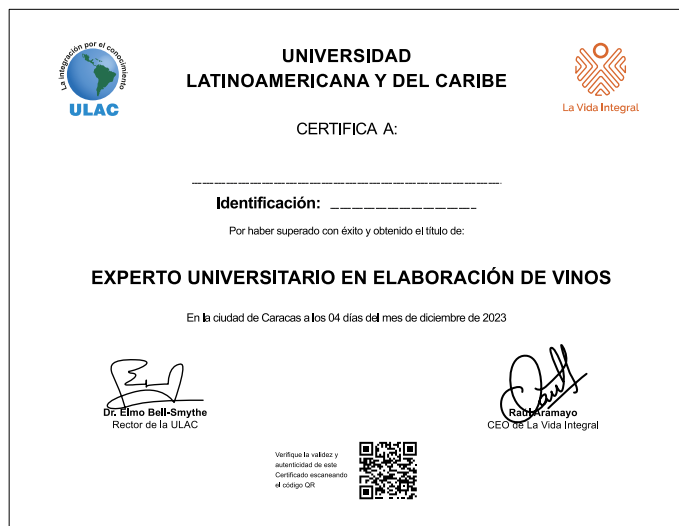 La integración por el conocimiento
ULAC
UNIVERSIDAD
LATINOAMERICANA Y DEL CARIBE
La Vida Integral
CERTIFICA A:
Identificación:
Por haber superado con éxito y obtenido el título de:
EXPERTO UNIVERSITARIO EN ELABORACIÓN DE VINOS
En la ciudad de Caracas a los 04 días del mes de diciembre de 2023
Dr. Elmo Bell-Smythe
Rector de la ULAC
Raúl Aramayo
CEO de La Vida Integral
Verifique la validez y
autenticidad de este
Certificado escaneando
el código QR